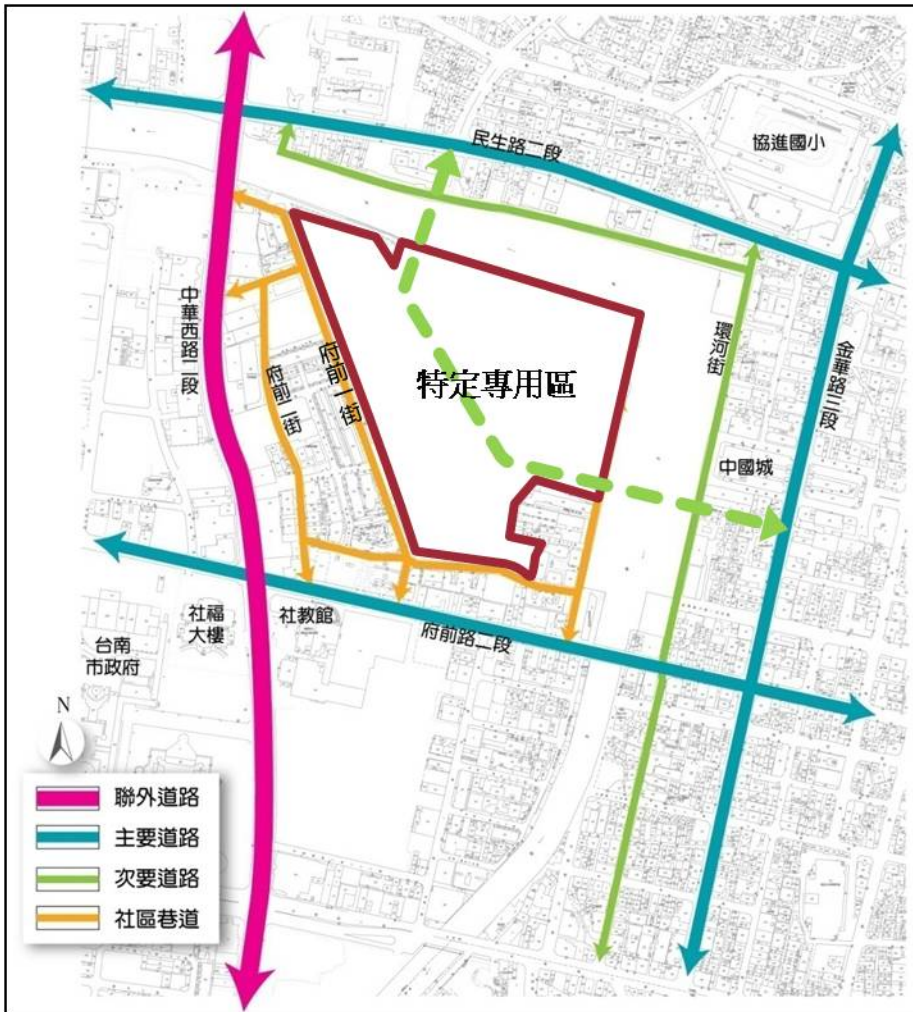 民生路二段
協進國小
中華西路二段
府前二街
府前一街
特定專用區
環河街
金華路三段
中國城
社福
大樓
社教館
府前路二段
台南
市政府
N
聯外道路
主要道路
次要道路
社區巷道